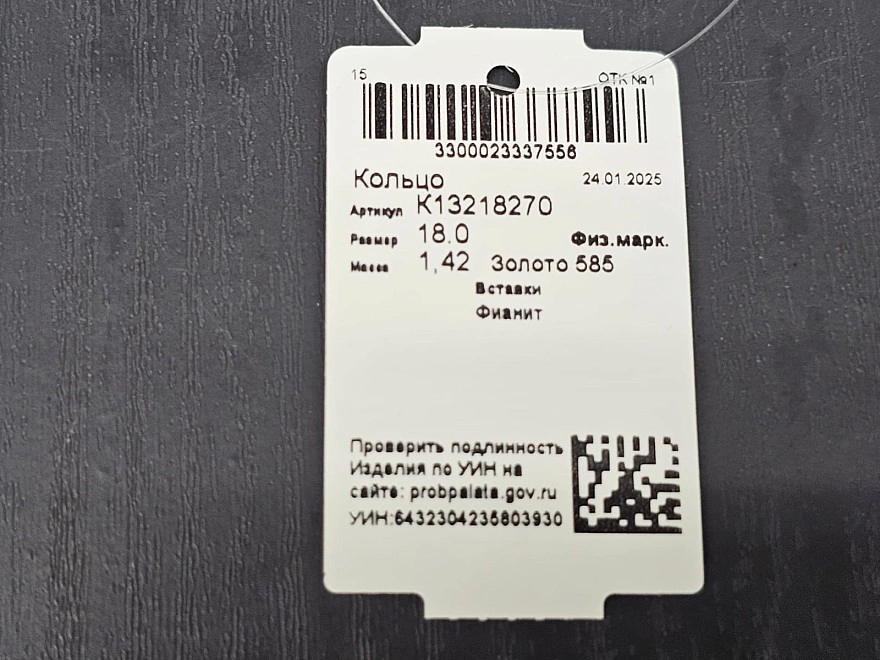 15 ОТК №1
3300023337556
Кольцо 24.01.2025
Артикул К13218270
Размер 18.0 Физ.марк.
Масса 1,42 Золото 585
Вставки
Фианит
Проверить подлинность
Изделия по УИН на
сайте: probpalata.gov.ru
УИН:6432304235803930